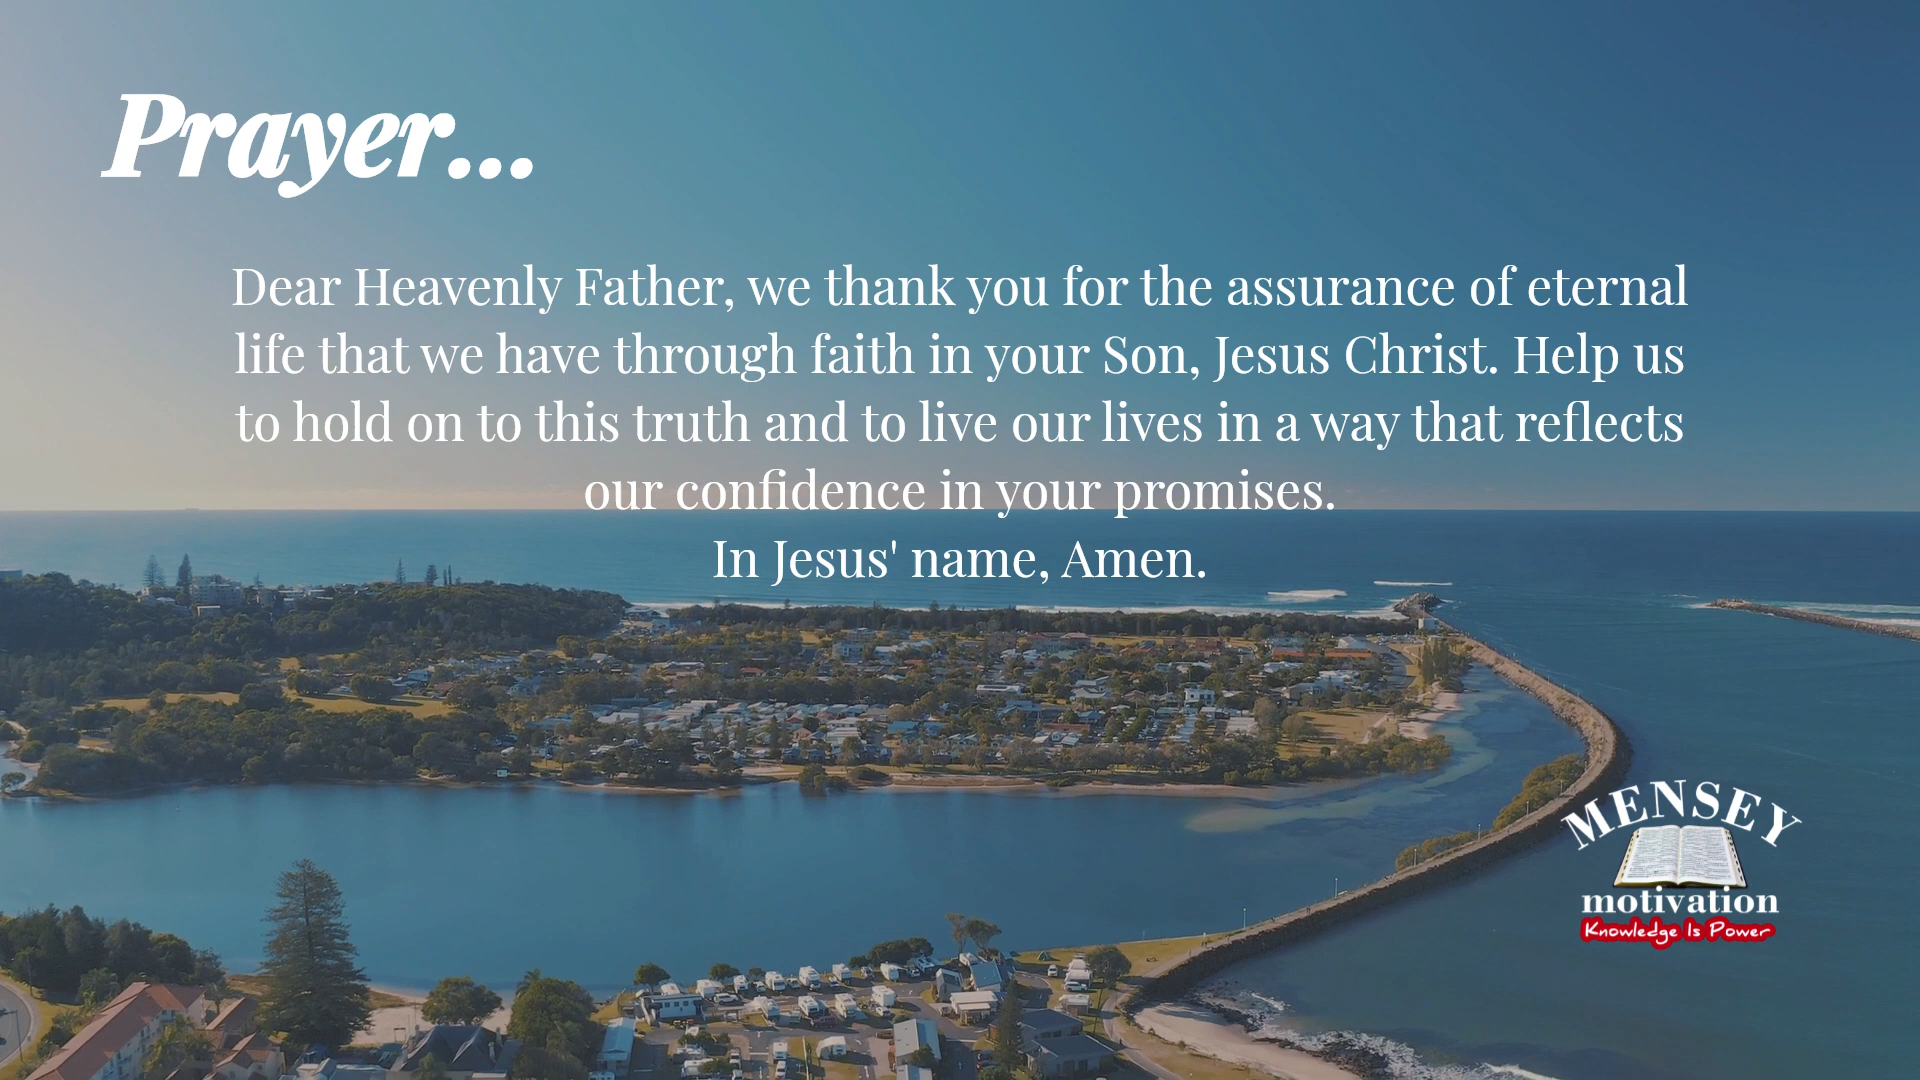 Prayer...
Dear Heavenly Father, we thank you for the assurance of eternal
life that we have through faith in your Son, Jesus Christ. Help us
to hold on to this truth and to live our lives in a way that reflects
our confidence in your promises.
In Jesus' name, Amen.
MENSEY
motivation
Knowledge Is Power